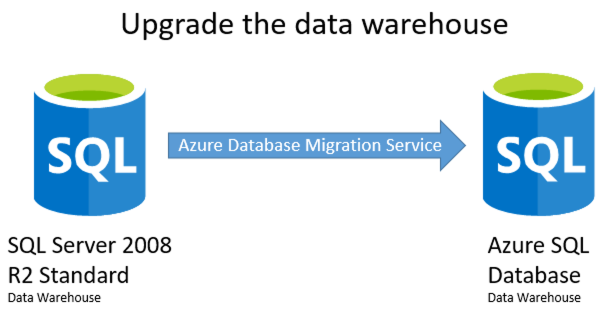 Upgrade the data warehouse
SQL
Azure Database Migration Service
SQL
SQL Server 2008
R2 Standard
Data Warehouse
Azure SQL
Database
Data Warehouse